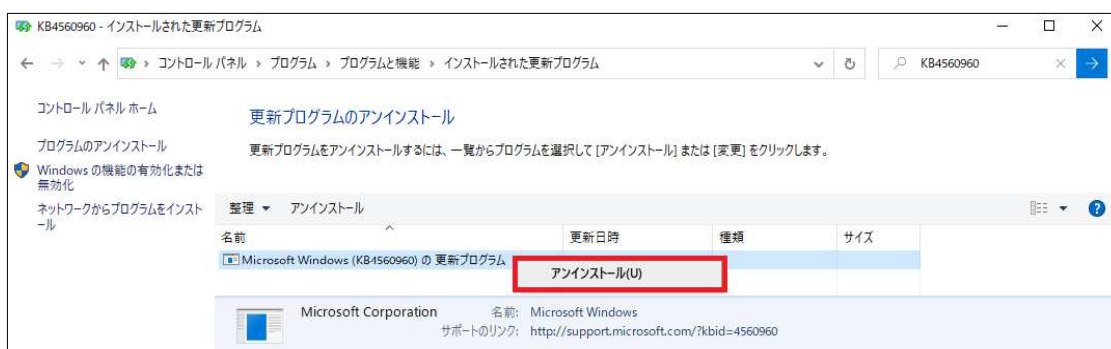 KB4560960 - インストールされた更新プログラム
コントロール パネル › プログラム › プログラムと機能 › インストールされた更新プログラム
KB4560960
コントロール パネル ホーム
プログラムのアンインストール
Windows の機能の有効化または
無効化
ネットワークからプログラムをインスト
ール
更新プログラムのアンインストール
更新プログラムをアンインストールするには、一覧からプログラムを選択して [アンインストール] または [変更] をクリックします。
整理 アンインストール
名前 更新日時 種類 サイズ
Microsoft Windows (KB4560960) の 更新プログラム
アンインストール(U)
Microsoft Corporation 名前: Microsoft Windows
サポートのリンク: http://support.microsoft.com/?kbid=4560960